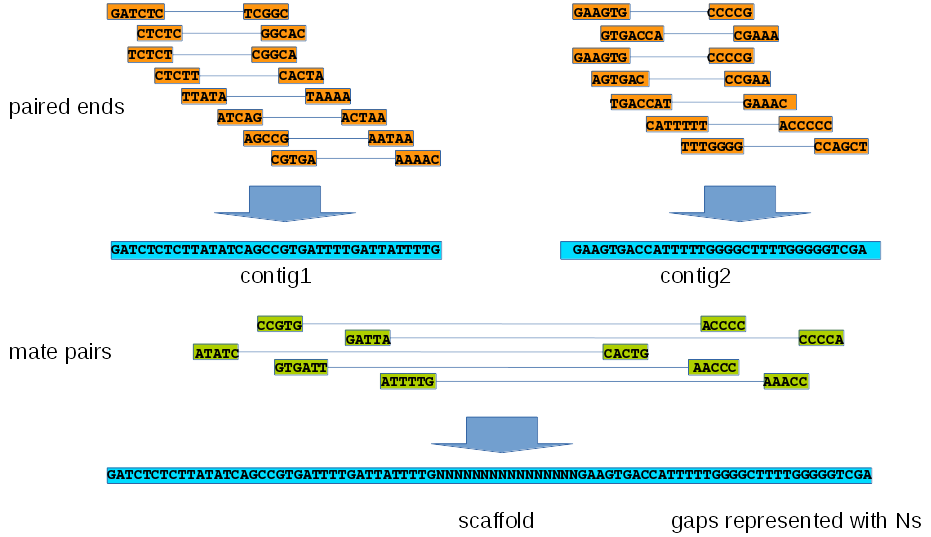 GATCTC TCGGC GAAGTG CCCCG
CTCTC GGCAC GTGACCA CGAAA
TCTCT CGGCA GAAGTG CCCCG
CTCTT CACTA AGTGAC CCGAA
paired ends TTATA TAAAA TGACCAT GAAAC
ATCAG ACTAA CATTTTT ACCCCC
AGCCG AATAA TTTGGGG CCAGCT
CGTGA AAAAC
GATCTCTCTTATATCAGCCGTGATTTTGATTATTTTG GAAGTGACCATTTTTGGGGCTTTTGGGGGTCGA
contig1 contig2
CCGTG ACCCC
GATTA CCCCA
mate pairs ATATC CACTG
GTGATT AACCC
ATTTTG AAACC
GATCTCTCTTATATCAGCCGTGATTTTGATTATTTTGNNNNNNNNNNNNNNNNGAAGTGACCATTTTTGGGGCTTTTGGGGGTCGA
scaffold gaps represented with Ns